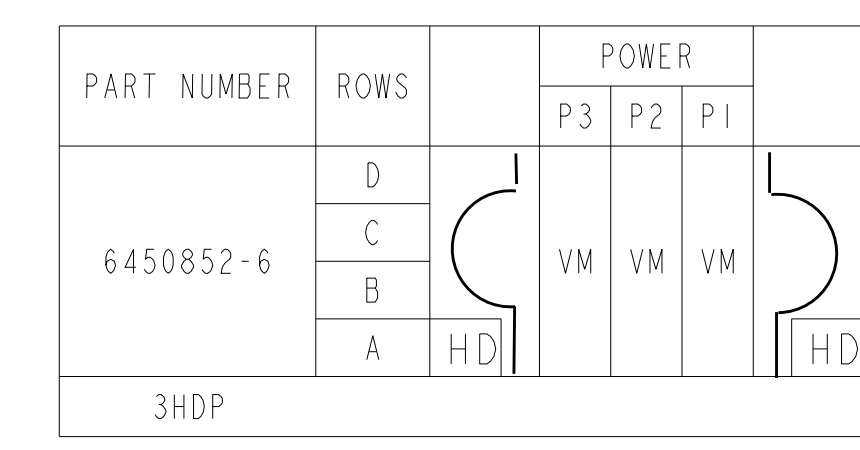 POWER
PART NUMBER ROWS
P3 P2 P1
D
C
6450852-6 VM VM VM
B
A HD HD
3HDP